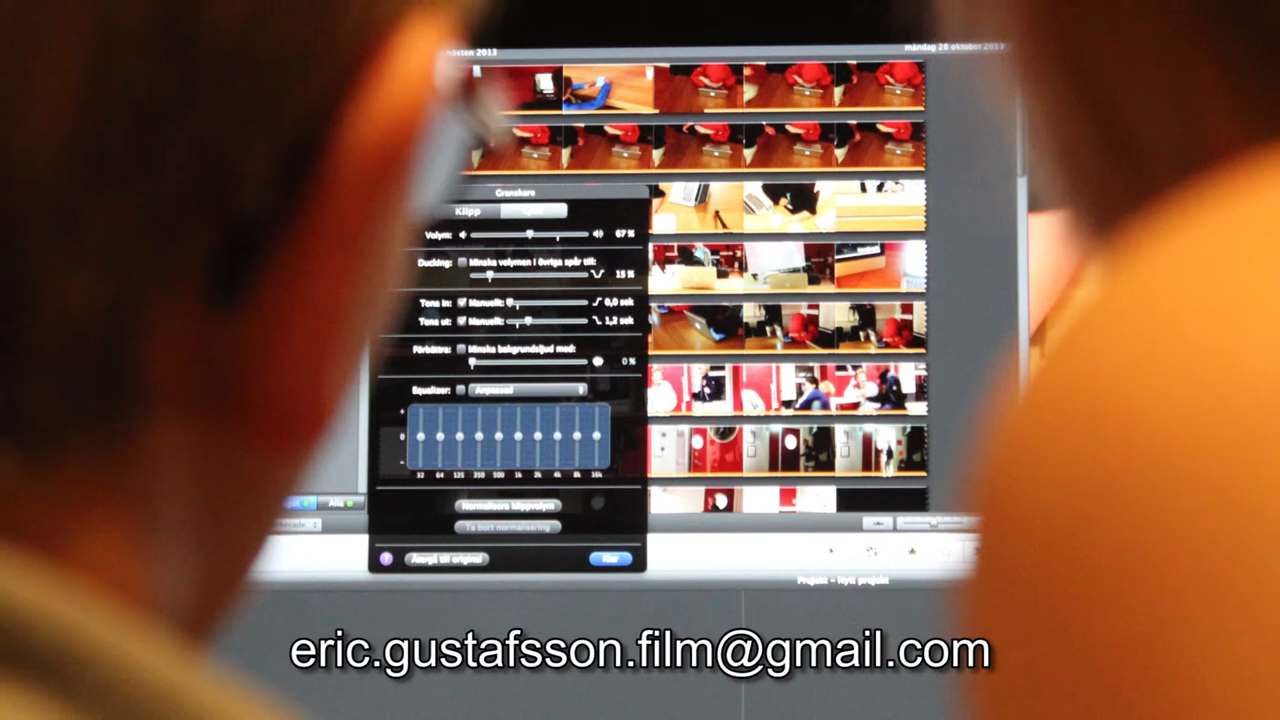 hösten 2013
måndag 28 oktober 2013
Granskare
Klipp
Volym: 67 %
Ducking: Minska volymen i övriga spår till:
15 %
Tona in: Manuellt: 0,0 sek
Tona ut: Manuellt: 1,2 sek
Förbättra: Minska bakgrundsljud med:
0 %
Equalizer: Anpassad
+
0
-
32 64 125 250 500 1k 2k 4k 8k 16k
Normalisera klippvolym
Ta bort normalisering
? Återgå till original Klar
Alla
Projekt - Nytt projekt
eric.gustafsson.film@gmail.com